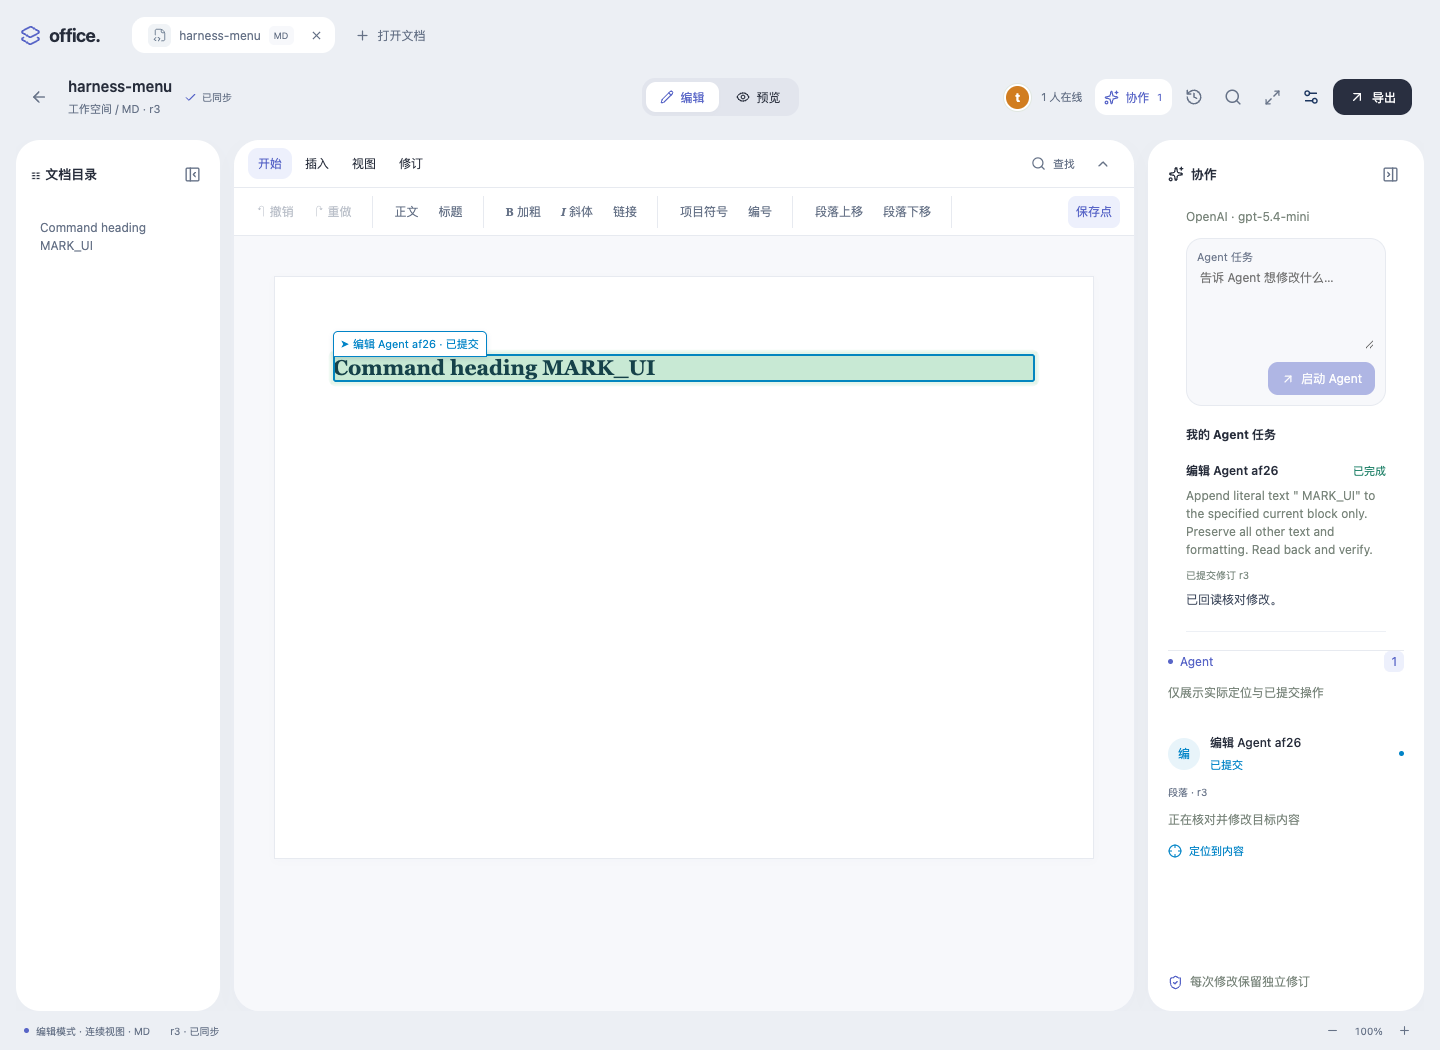 office.
harness-menu MD
打开文档
harness-menu
工作空间 / MD · r3
已同步
编辑
预览
t
1 人在线
协作 1
导出
文档目录
Command heading
MARK_UI
开始 插入 视图 修订
查找
撤销 重做 正文 标题 B 加粗 I 斜体 链接 项目符号 编号 段落上移 段落下移 保存点
编辑 Agent af26 · 已提交
Command heading MARK_UI
协作
OpenAI · gpt-5.4-mini
Agent 任务
告诉 Agent 想修改什么...
启动 Agent
我的 Agent 任务
编辑 Agent af26 已完成
Append literal text " MARK_UI" to
the specified current block only.
Preserve all other text and
formatting. Read back and verify.
已提交修订 r3
已回读核对修改。
Agent 1
仅展示实际定位与已提交操作
编
编辑 Agent af26
已提交
段落 · r3
正在核对并修改目标内容
定位到内容
每次修改保留独立修订
编辑模式 · 连续视图 · MD r3 · 已同步
100%